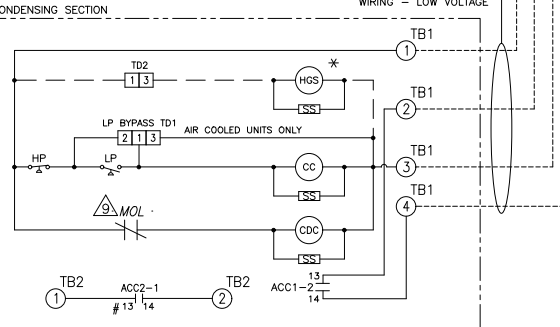 ONDENSING SECTION
WIRING – LOW VOLTAGE
TB1
1
TD2
1 3
HGS
*
SS
TB1
2
LP BYPASS TD1
2 1 3
AIR COOLED UNITS ONLY
HP
LP
CC
TB1
3
SS
TB1
4
9 MOL
CDC
SS
TB2
1
ACC2-1
# 13 14
TB2
2
13
ACC1-2
14